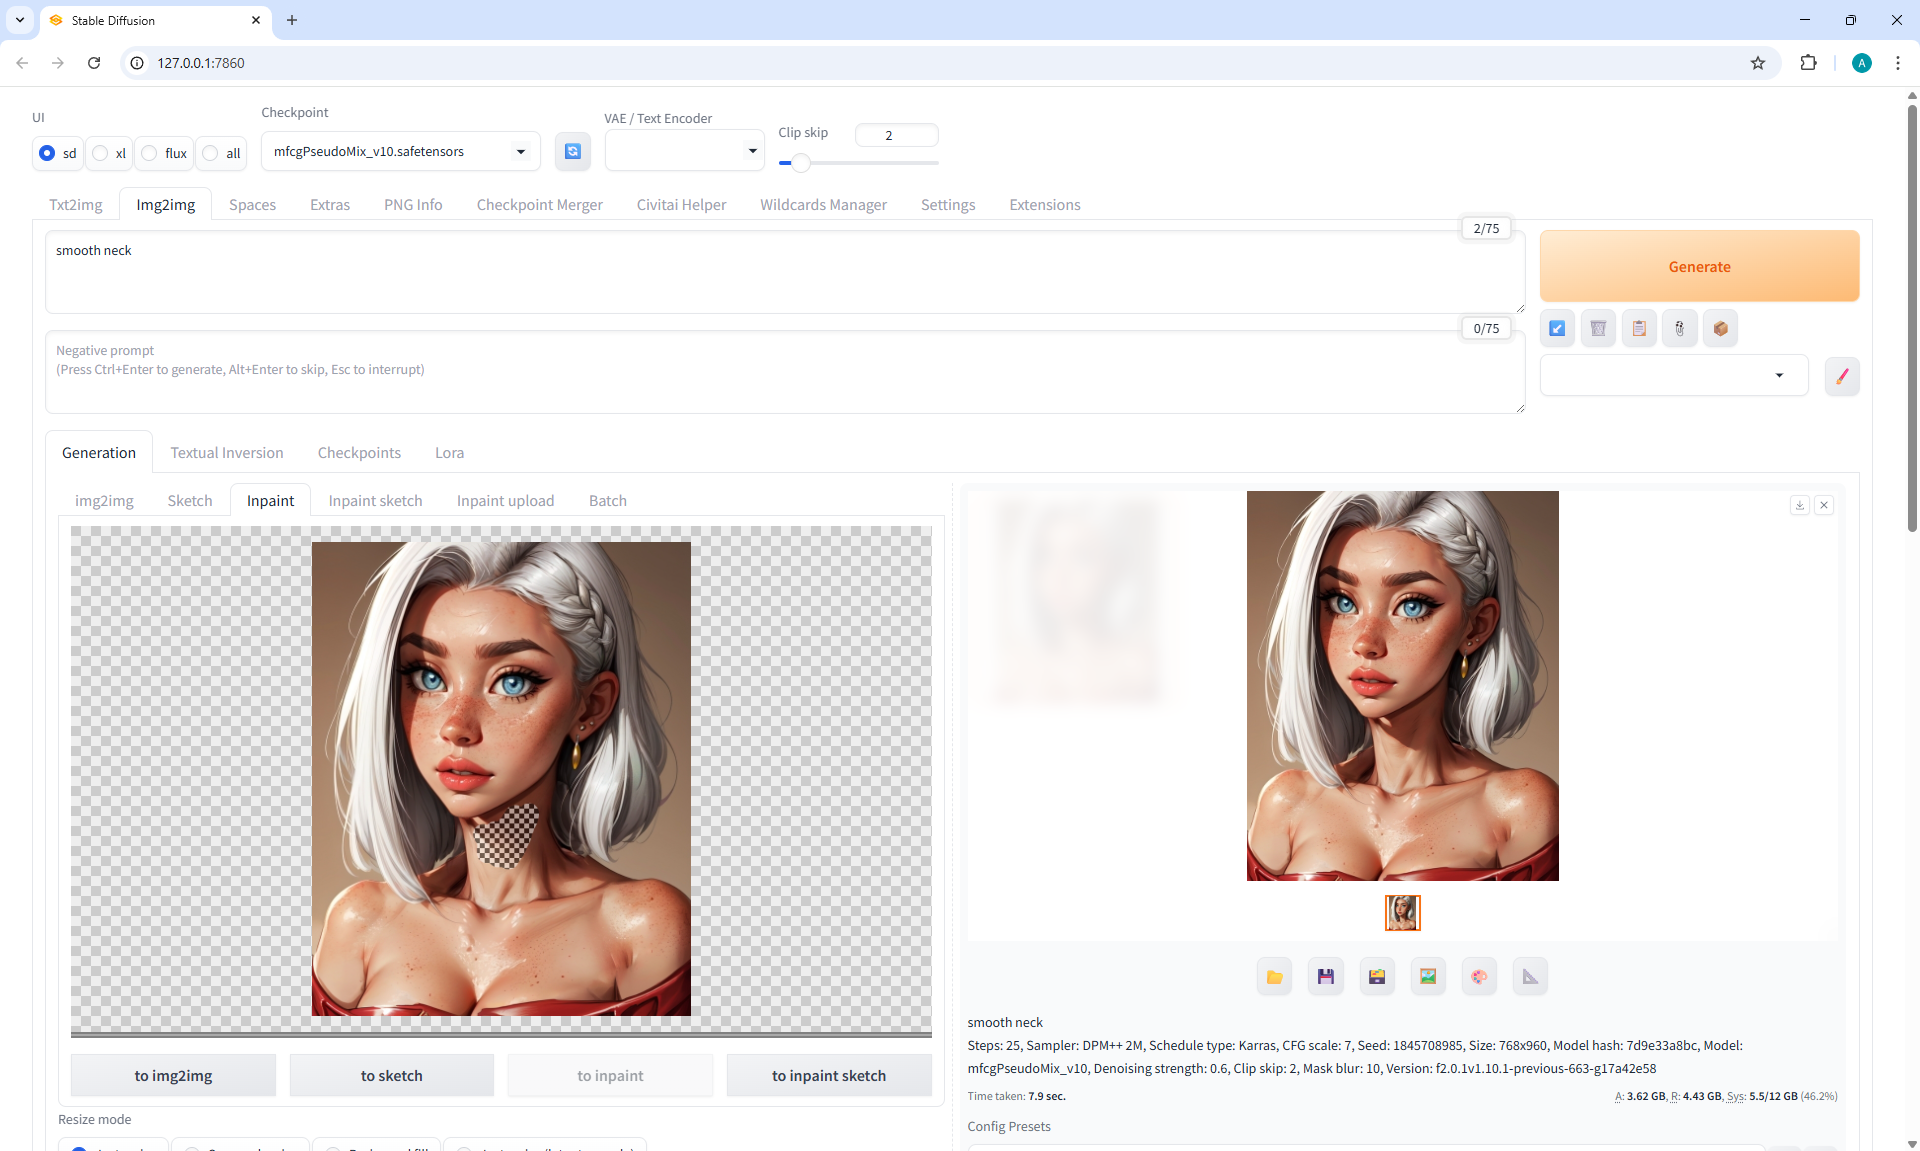 Stable Diffusion
127.0.0.1:7860
A
UI
sd
xl
flux
all
Checkpoint
mfcgPseudoMix_v10.safetensors
VAE / Text Encoder
Clip skip
2
Txt2img
Img2img
Spaces
Extras
PNG Info
Checkpoint Merger
Civitai Helper
Wildcards Manager
Settings
Extensions
2/75
smooth neck
Generate
0/75
Negative prompt
(Press Ctrl+Enter to generate, Alt+Enter to skip, Esc to interrupt)
Generation
Textual Inversion
Checkpoints
Lora
img2img
Sketch
Inpaint
Inpaint sketch
Inpaint upload
Batch
to img2img
to sketch
to inpaint
to inpaint sketch
Resize mode
smooth neck
Steps: 25, Sampler: DPM++ 2M, Schedule type: Karras, CFG scale: 7, Seed: 1845708985, Size: 768x960, Model hash: 7d9e33a8bc, Model:
mfcgPseudoMix_v10, Denoising strength: 0.6, Clip skip: 2, Mask blur: 10, Version: f2.0.1v1.10.1-previous-663-g17a42e58
Time taken: 7.9 sec.
A: 3.62 GB, R: 4.43 GB, Sys: 5.5/12 GB (46.2%)
Config Presets